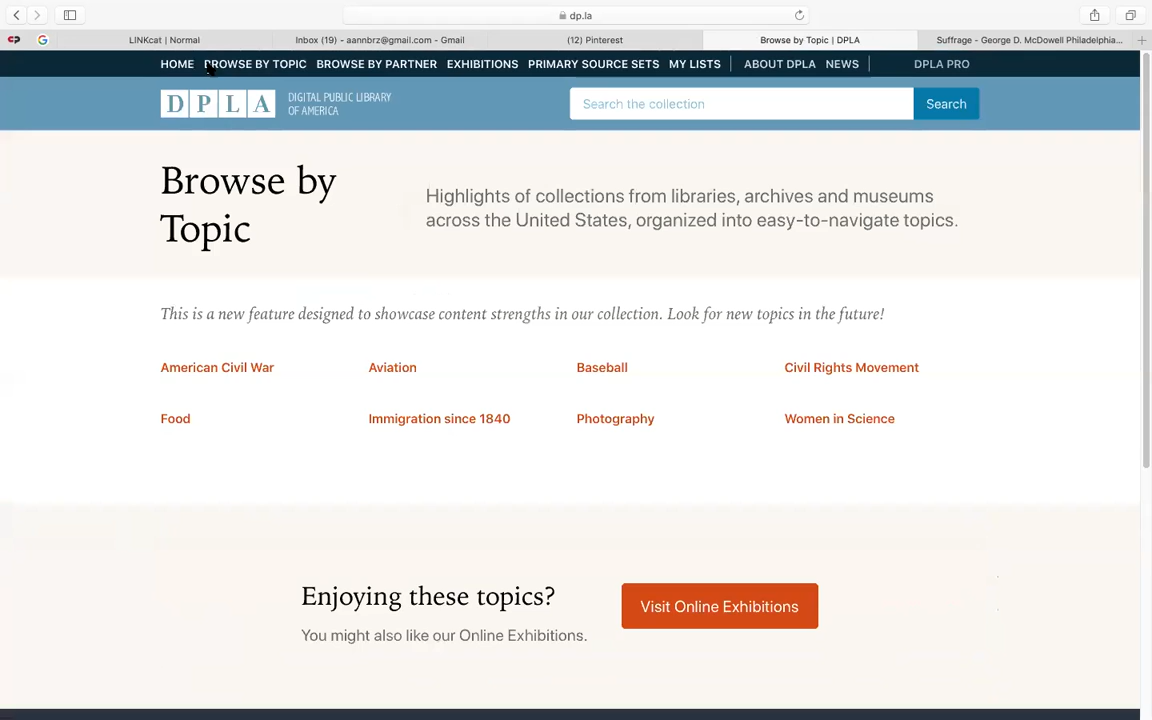 dp.la
LINKcat | Normal
Inbox (19) - aannbrz@gmail.com - Gmail
(12) Pinterest
Browse by Topic | DPLA
Suffrage - George D. McDowell Philadelphia...
HOME BROWSE BY TOPIC BROWSE BY PARTNER EXHIBITIONS PRIMARY SOURCE SETS MY LISTS ABOUT DPLA NEWS DPLA PRO
DPLA
DIGITAL PUBLIC LIBRARY
OF AMERICA
Search the collection
Search
Browse by
Topic
Highlights of collections from libraries, archives and museums
across the United States, organized into easy-to-navigate topics.
This is a new feature designed to showcase content strengths in our collection. Look for new topics in the future!
American Civil War
Aviation
Baseball
Civil Rights Movement
Food
Immigration since 1840
Photography
Women in Science
Enjoying these topics?
You might also like our Online Exhibitions.
Visit Online Exhibitions